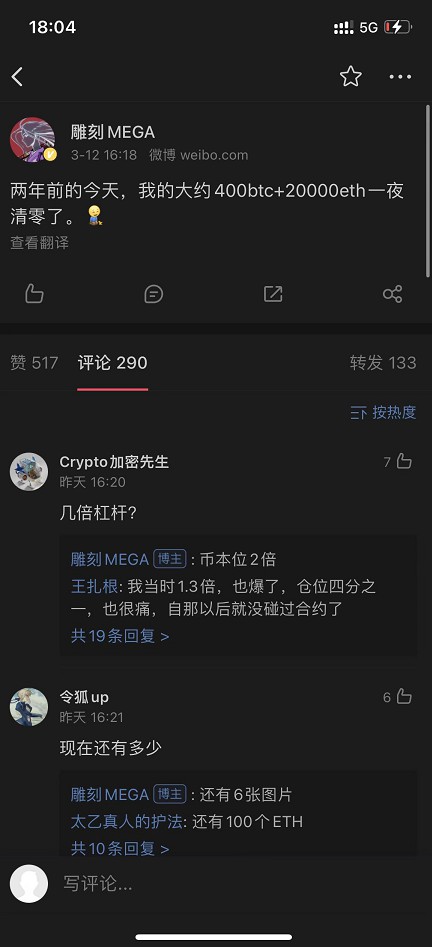 18:04
5G
雕刻MEGA
3-12 16:18 微博 weibo.com
两年前的今天，我的大约400btc+20000eth一夜
清零了。
查看翻译
赞 517 评论 290 转发 133
按热度
Crypto加密先生
7
昨天 16:20
几倍杠杆？
雕刻MEGA 博主 : 币本位2倍
王扎根: 我当时1.3倍，也爆了，仓位四分之
一，也很痛，自那以后就没碰过合约了
共19条回复 >
令狐up
6
昨天 16:21
现在还有多少
雕刻MEGA 博主 : 还有6张图片
太乙真人的护法: 还有100个ETH
共10条回复 >
写评论...